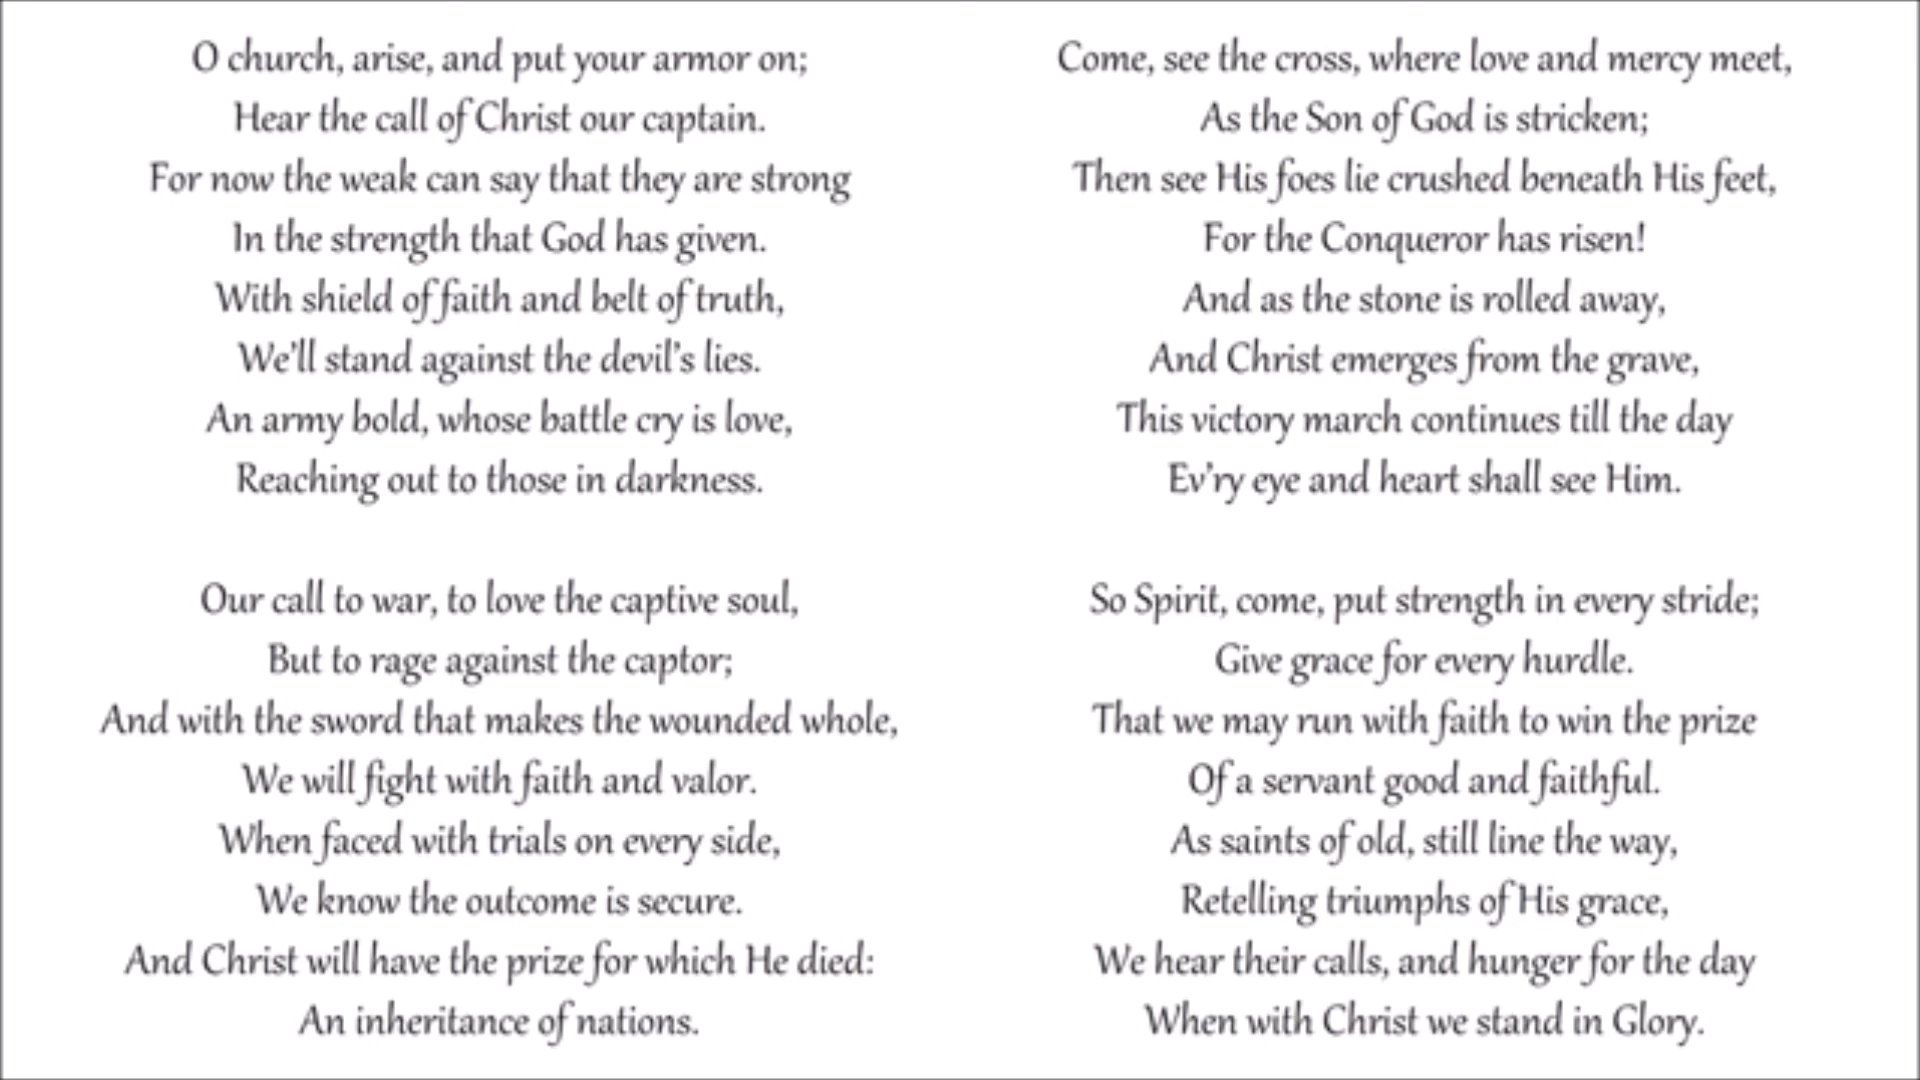 O church, arise, and put your armor on;
Hear the call of Christ our captain.
For now the weak can say that they are strong
In the strength that God has given.
With shield of faith and belt of truth,
We'll stand against the devil's lies.
An army bold, whose battle cry is love,
Reaching out to those in darkness.

Our call to war, to love the captive soul,
But to rage against the captor;
And with the sword that makes the wounded whole,
We will fight with faith and valor.
When faced with trials on every side,
We know the outcome is secure.
And Christ will have the prize for which He died:
An inheritance of nations.

Come, see the cross, where love and mercy meet,
As the Son of God is stricken;
Then see His foes lie crushed beneath His feet,
For the Conqueror has risen!
And as the stone is rolled away,
And Christ emerges from the grave,
This victory march continues till the day
Ev'ry eye and heart shall see Him.

So Spirit, come, put strength in every stride;
Give grace for every hurdle.
That we may run with faith to win the prize
Of a servant good and faithful.
As saints of old, still line the way,
Retelling triumphs of His grace,
We hear their calls, and hunger for the day
When with Christ we stand in Glory.